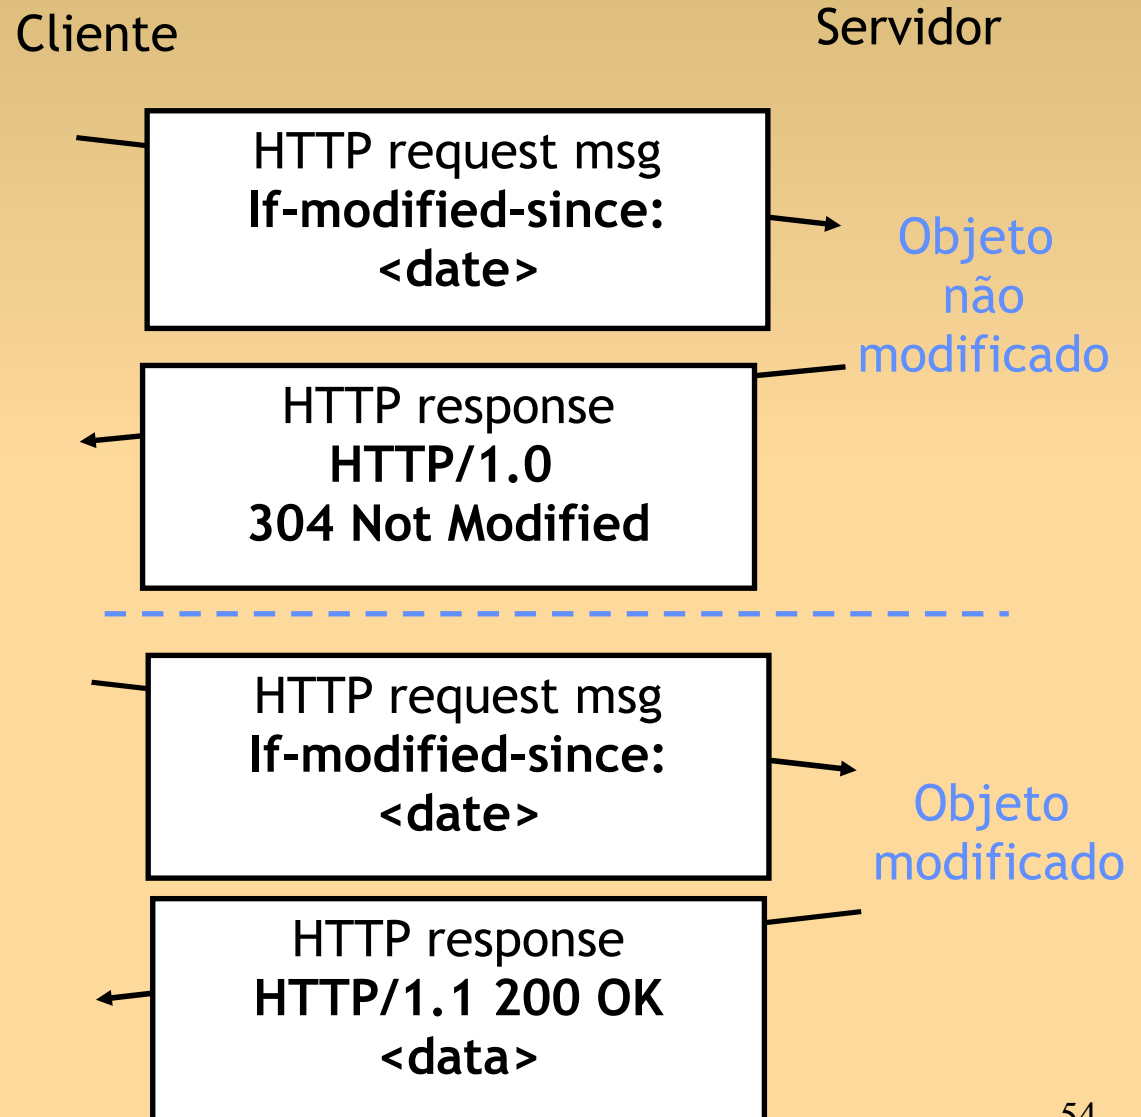 Cliente
Servidor
HTTP request msg
If-modified-since:
<date>
Objeto
não
modificado
HTTP response
HTTP/1.0
304 Not Modified
HTTP request msg
If-modified-since:
<date>
Objeto
modificado
HTTP response
HTTP/1.1 200 OK
<data>
54